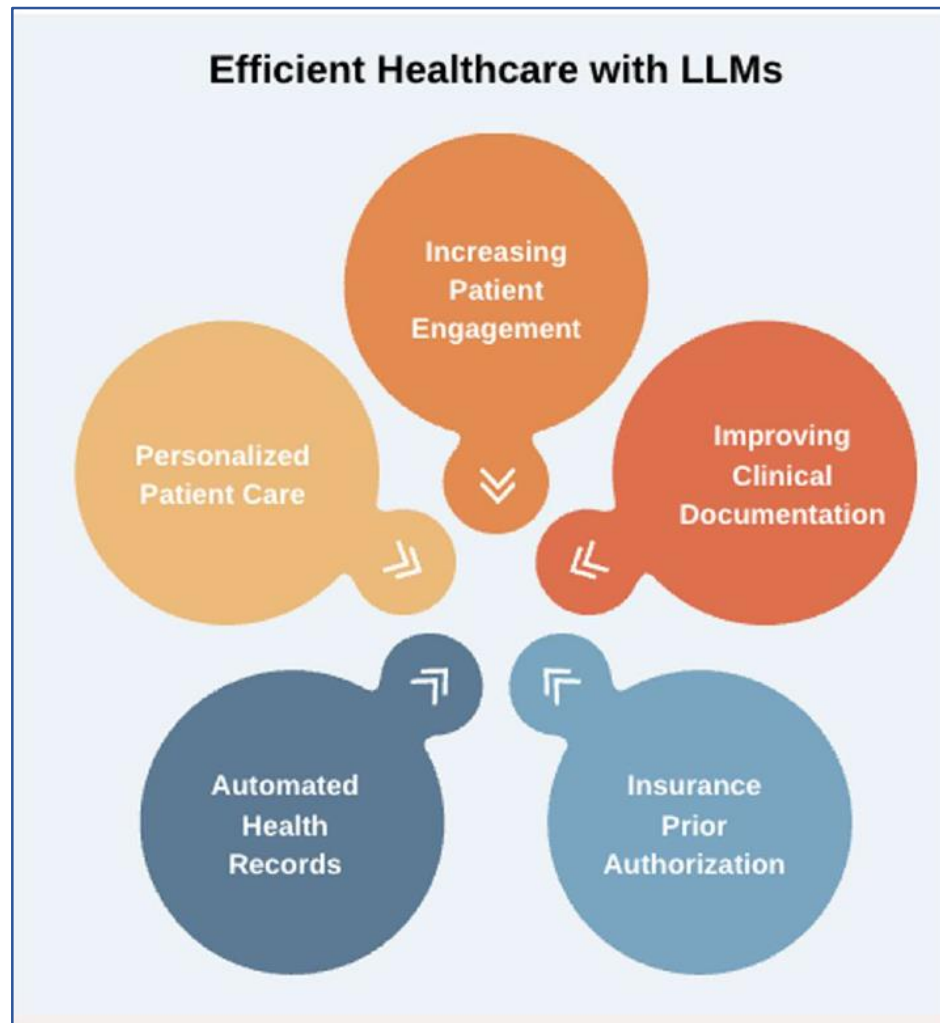 Efficient Healthcare with LLMs
Increasing
Patient
Engagement
Improving
Clinical
Documentation
Personalized
Patient Care
Automated
Health
Records
Insurance
Prior
Authorization